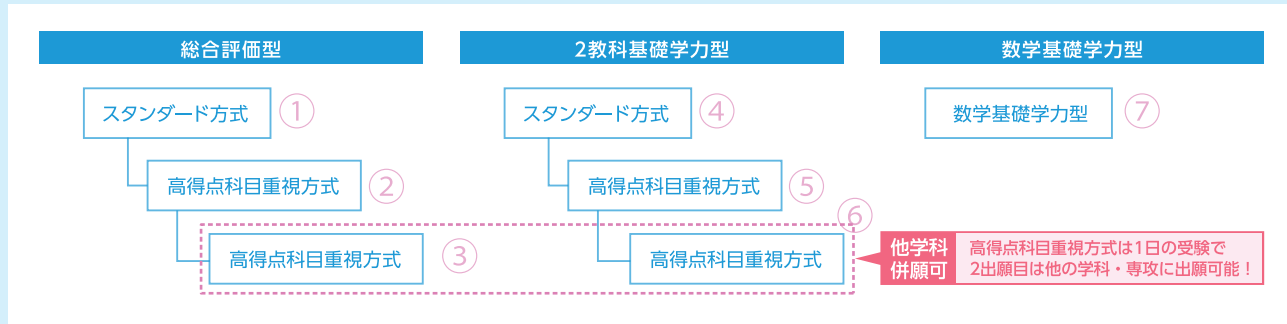 総合評価型
スタンダード方式 ①
高得点科目重視方式 ②
高得点科目重視方式 ③
2教科基礎学力型
スタンダード方式 ④
高得点科目重視方式 ⑤
⑥
高得点科目重視方式
数学基礎学力型
数学基礎学力型 ⑦
他学科
併願可
高得点科目重視方式は1日の受験で
2出願目は他の学科・専攻に出願可能！